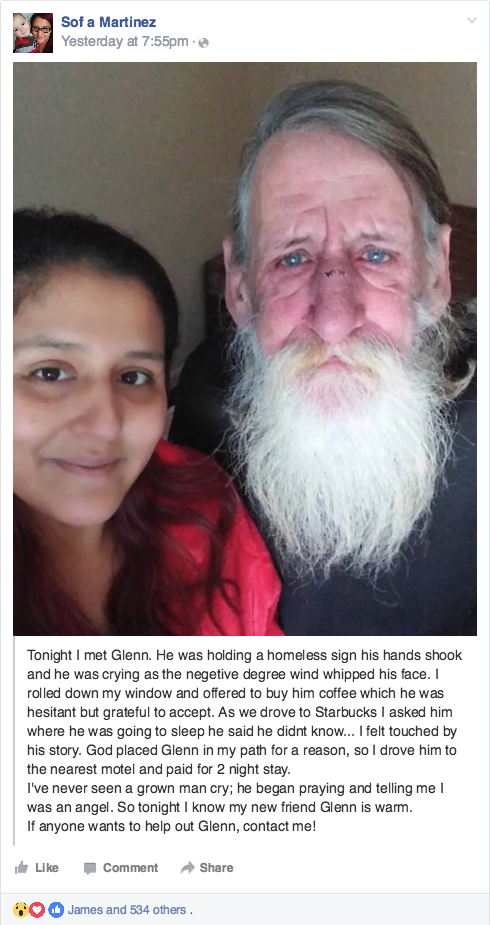 Sof a Martinez
Yesterday at 7:55pm ·
Tonight I met Glenn. He was holding a homeless sign his hands shook
and he was crying as the negetive degree wind whipped his face. I
rolled down my window and offered to buy him coffee which he was
hesitant but grateful to accept. As we drove to Starbucks I asked him
where he was going to sleep he said he didnt know... I felt touched by
his story. God placed Glenn in my path for a reason, so I drove him to
the nearest motel and paid for 2 night stay.
I've never seen a grown man cry; he began praying and telling me I
was an angel. So tonight I know my new friend Glenn is warm.
If anyone wants to help out Glenn, contact me!
Like Comment Share
James and 534 others .